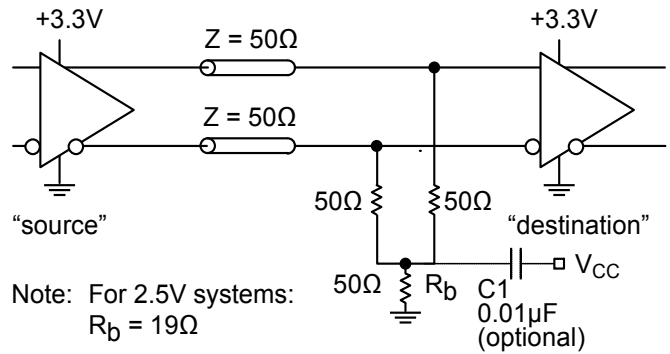 +3.3V
+3.3V
Z = 50Ω
Z = 50Ω
50Ω
50Ω
"source"
"destination"
50Ω
Rb
VCC
C1
0.01µF
(optional)
Note: For 2.5V systems:
Rb = 19Ω